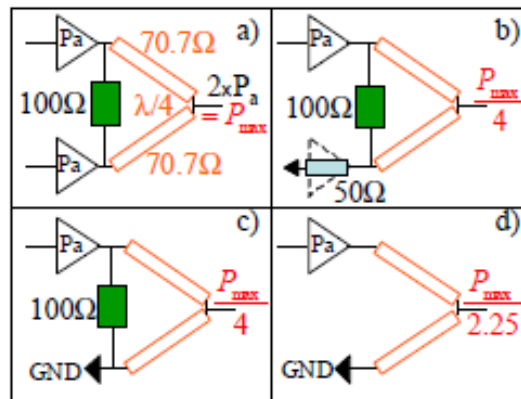 a)
Pa
70.7Ω
100Ω
λ/4
2xPa
= Pmax
Pa
70.7Ω
b)
Pa
100Ω
Pmax
4
50Ω
c)
Pa
100Ω
Pmax
4
GND
d)
Pa
Pmax
2.25
GND